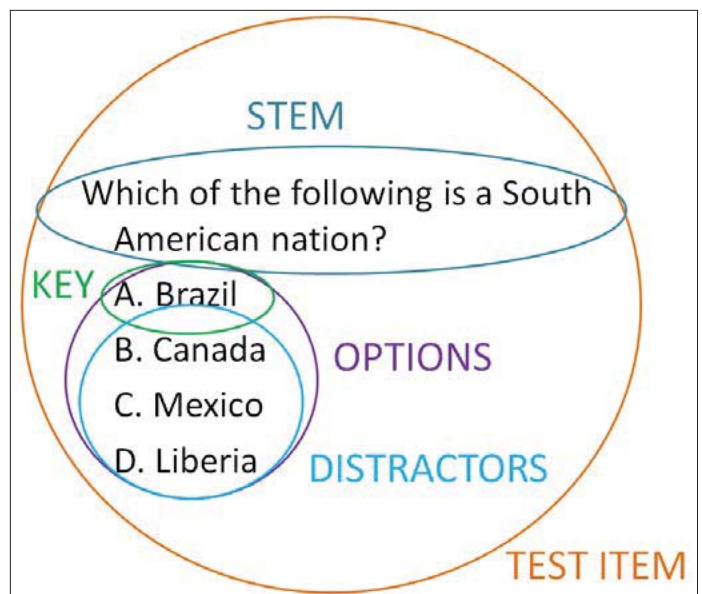 STEM
Which of the following is a South
American nation?
KEY
A. Brazil
B. Canada
OPTIONS
C. Mexico
D. Liberia
DISTRACTORS
TEST ITEM